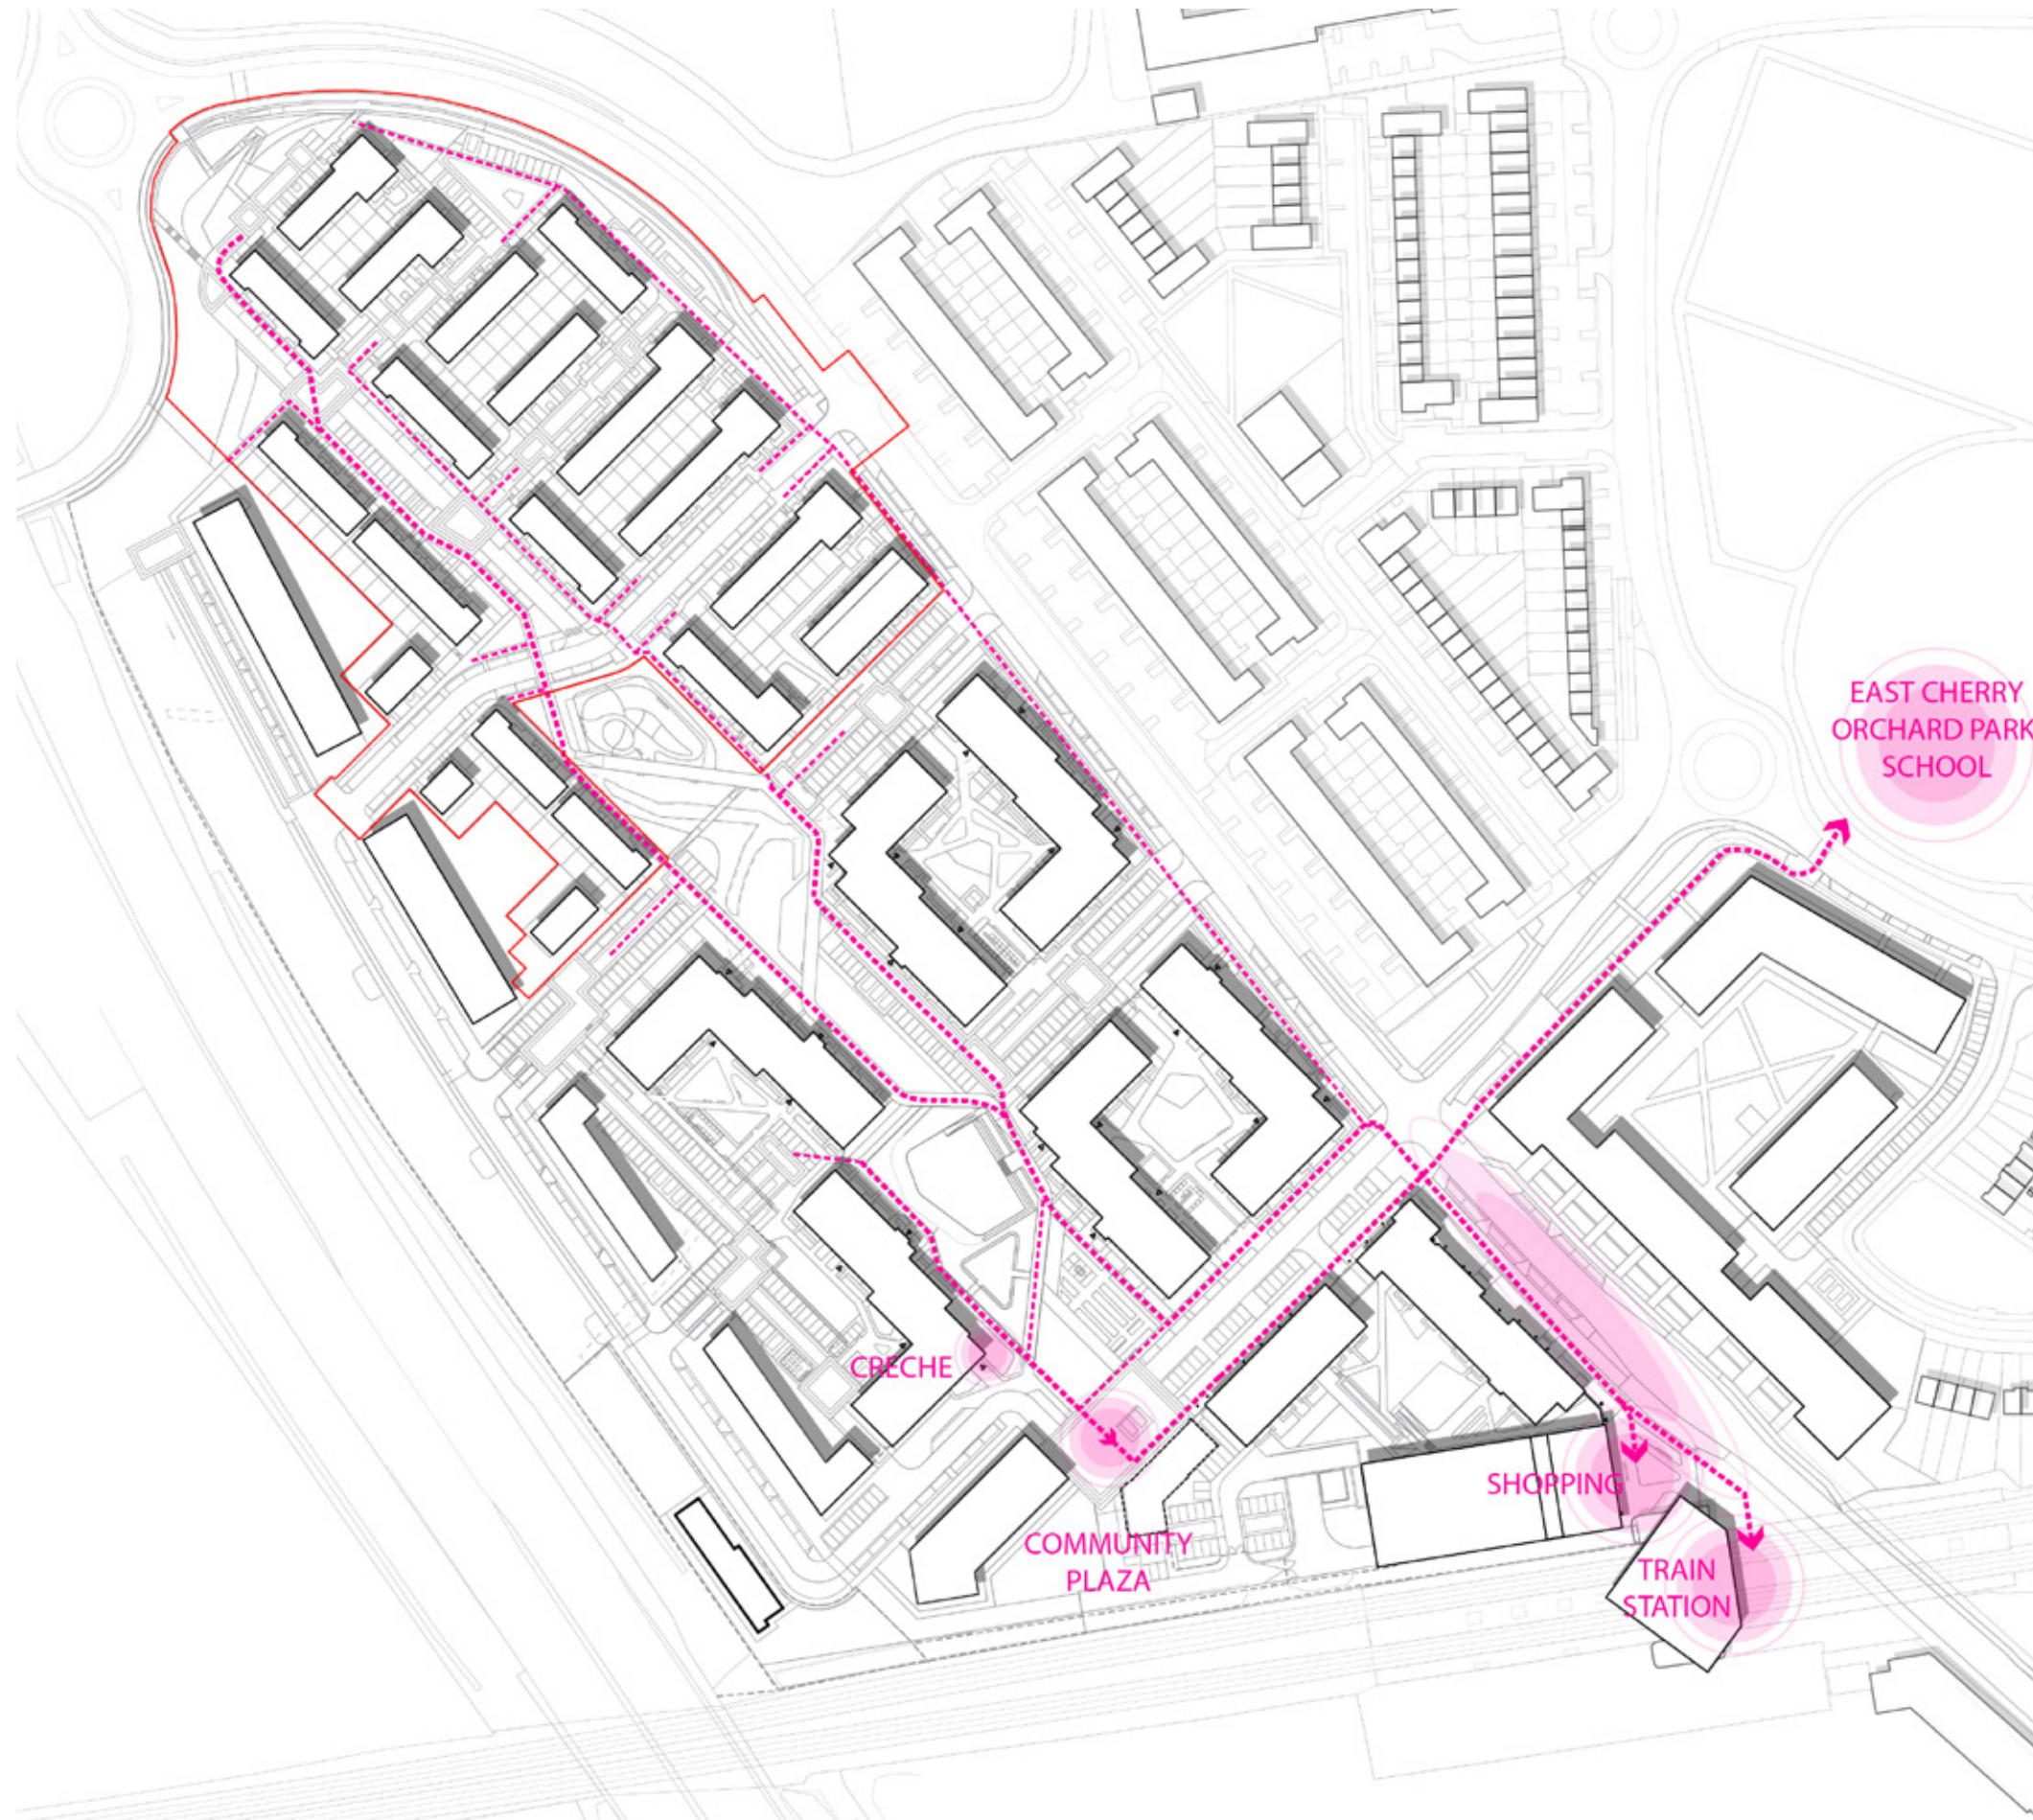 EAST CHERRY
ORCHARD PARK
SCHOOL
CRECHE
SHOPPING
COMMUNITY
PLAZA
TRAIN
STATION